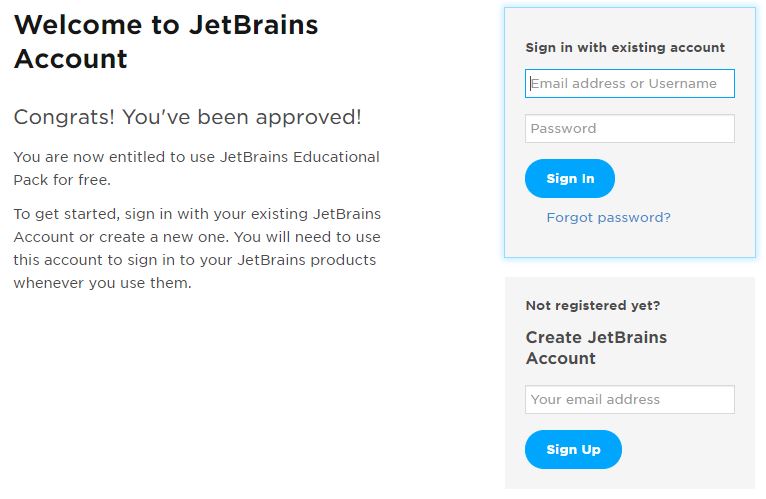 Welcome to JetBrains
Account
Congrats! You've been approved!
You are now entitled to use JetBrains Educational
Pack for free.
To get started, sign in with your existing JetBrains
Account or create a new one. You will need to use
this account to sign in to your JetBrains products
whenever you use them.
Sign in with existing account
Email address or Username
Password
Sign In
Forgot password?
Not registered yet?
Create JetBrains
Account
Your email address
Sign Up